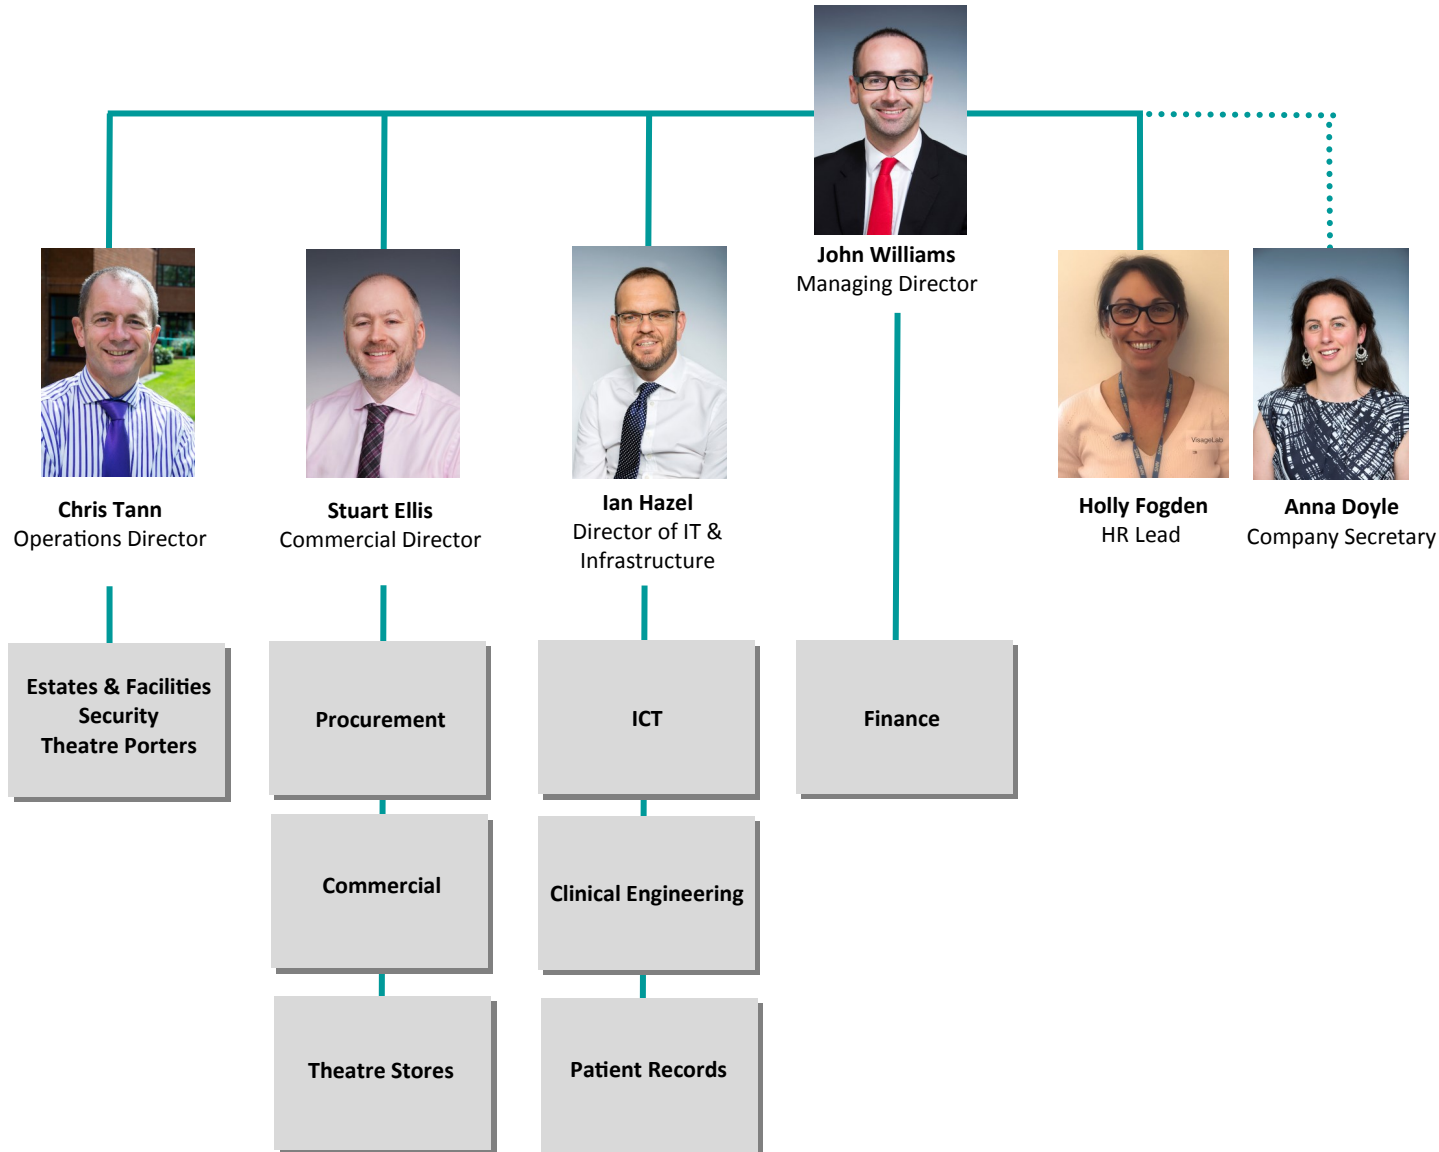 John Williams
Managing Director
Chris Tann
Operations Director
Stuart Ellis
Commercial Director
Ian Hazel
Director of IT &
Infrastructure
Holly Fogden
HR Lead
Anna Doyle
Company Secretary
VisageLab
Estates & Facilities
Security
Theatre Porters
Procurement
ICT
Finance
Commercial
Clinical Engineering
Theatre Stores
Patient Records